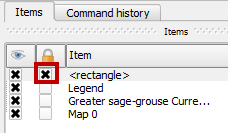 Items Command history
Items
Item
<rectangle>
Legend
Greater sage-grouse Curre...
Map 0